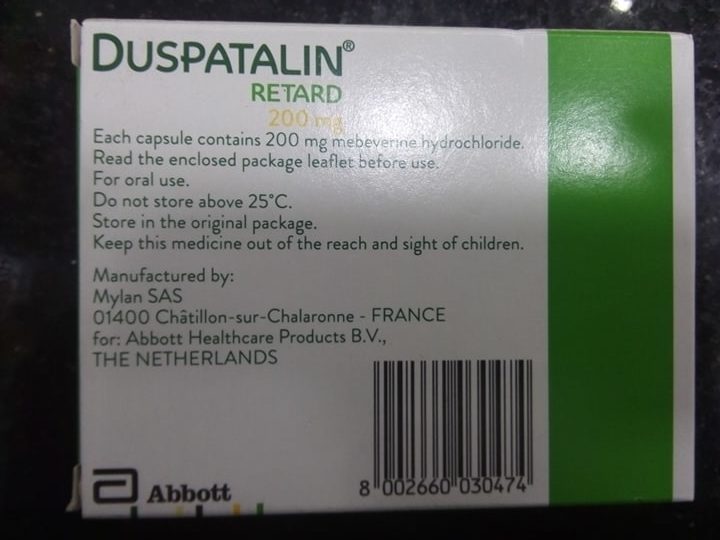 DUSPATALIN®
RETARD
200 mg
Each capsule contains 200 mg mebeverine hydrochloride.
Read the enclosed package leaflet before use.
For oral use.
Do not store above 25°C.
Store in the original package.
Keep this medicine out of the reach and sight of children.
Manufactured by:
Mylan SAS
01400 Châtillon-sur-Chalaronne - FRANCE
for: Abbott Healthcare Products B.V.,
THE NETHERLANDS
Abbott
8 002660 030474